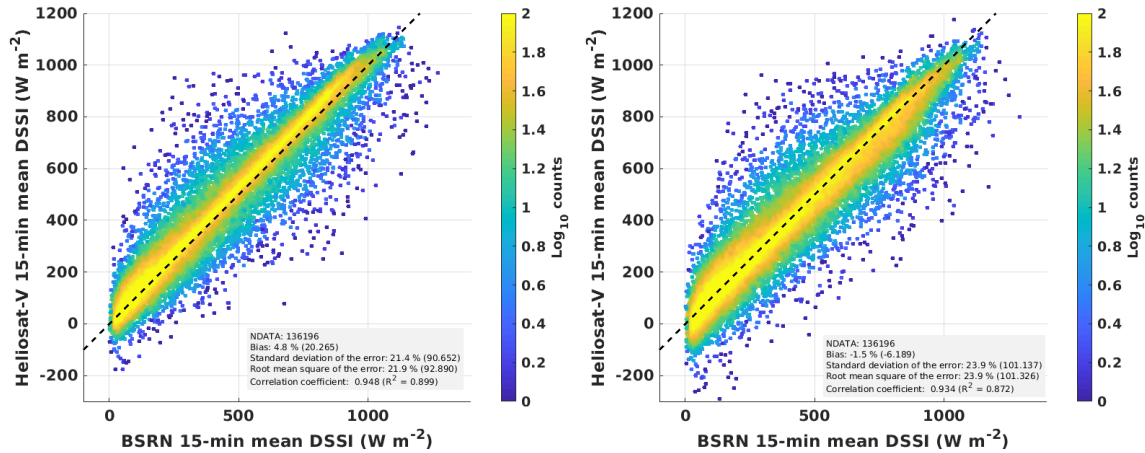 1200
1000
800
600
400
200
0
-200
0
500
1000
Heliosat-V 15-min mean DSSI (W m-2)
BSRN 15-min mean DSSI (W m-2)
NDATA: 136196
Bias: 4.8 % (20.265)
Standard deviation of the error: 21.4 % (90.652)
Root mean square of the error: 21.9 % (92.890)
Correlation coefficient: 0.948 (R2 = 0.899)
2
1.8
1.6
1.4
1.2
1
0.8
0.6
0.4
0.2
0
Log10 counts
1200
1000
800
600
400
200
0
-200
0
500
1000
Heliosat-V 15-min mean DSSI (W m-2)
BSRN 15-min mean DSSI (W m-2)
NDATA: 136196
Bias: -1.5 % (-6.189)
Standard deviation of the error: 23.9 % (101.137)
Root mean square of the error: 23.9 % (101.326)
Correlation coefficient: 0.934 (R2 = 0.872)
2
1.8
1.6
1.4
1.2
1
0.8
0.6
0.4
0.2
0
Log10 counts